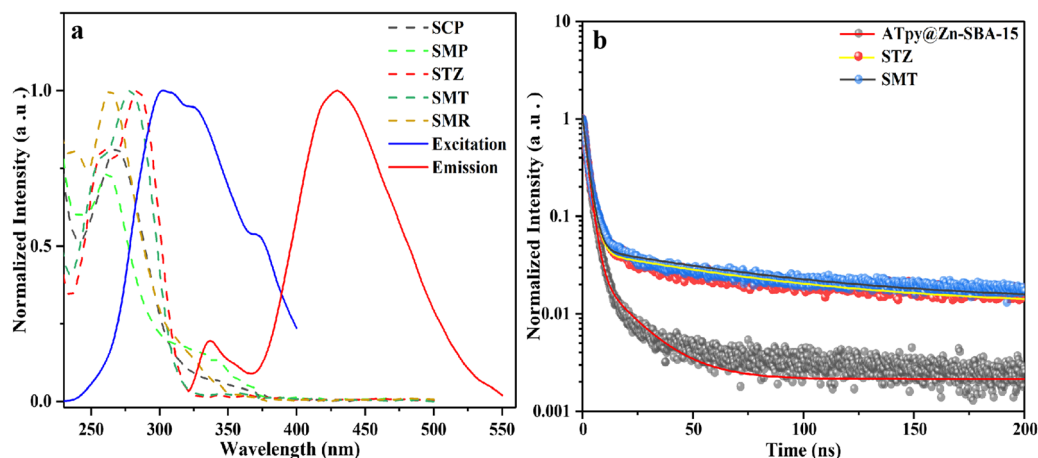 a
SCP
SMP
STZ
SMT
SMR
Excitation
Emission
Normalized Intensity (a .u .)
1.0
0.5
0.0
250 300 350 400 450 500 550
Wavelength (nm)
b
ATpy@Zn-SBA-15
STZ
SMT
Normalized Intensity (a .u .)
10
1
0.1
0.01
0.001
0 50 100 150 200
Time (ns)